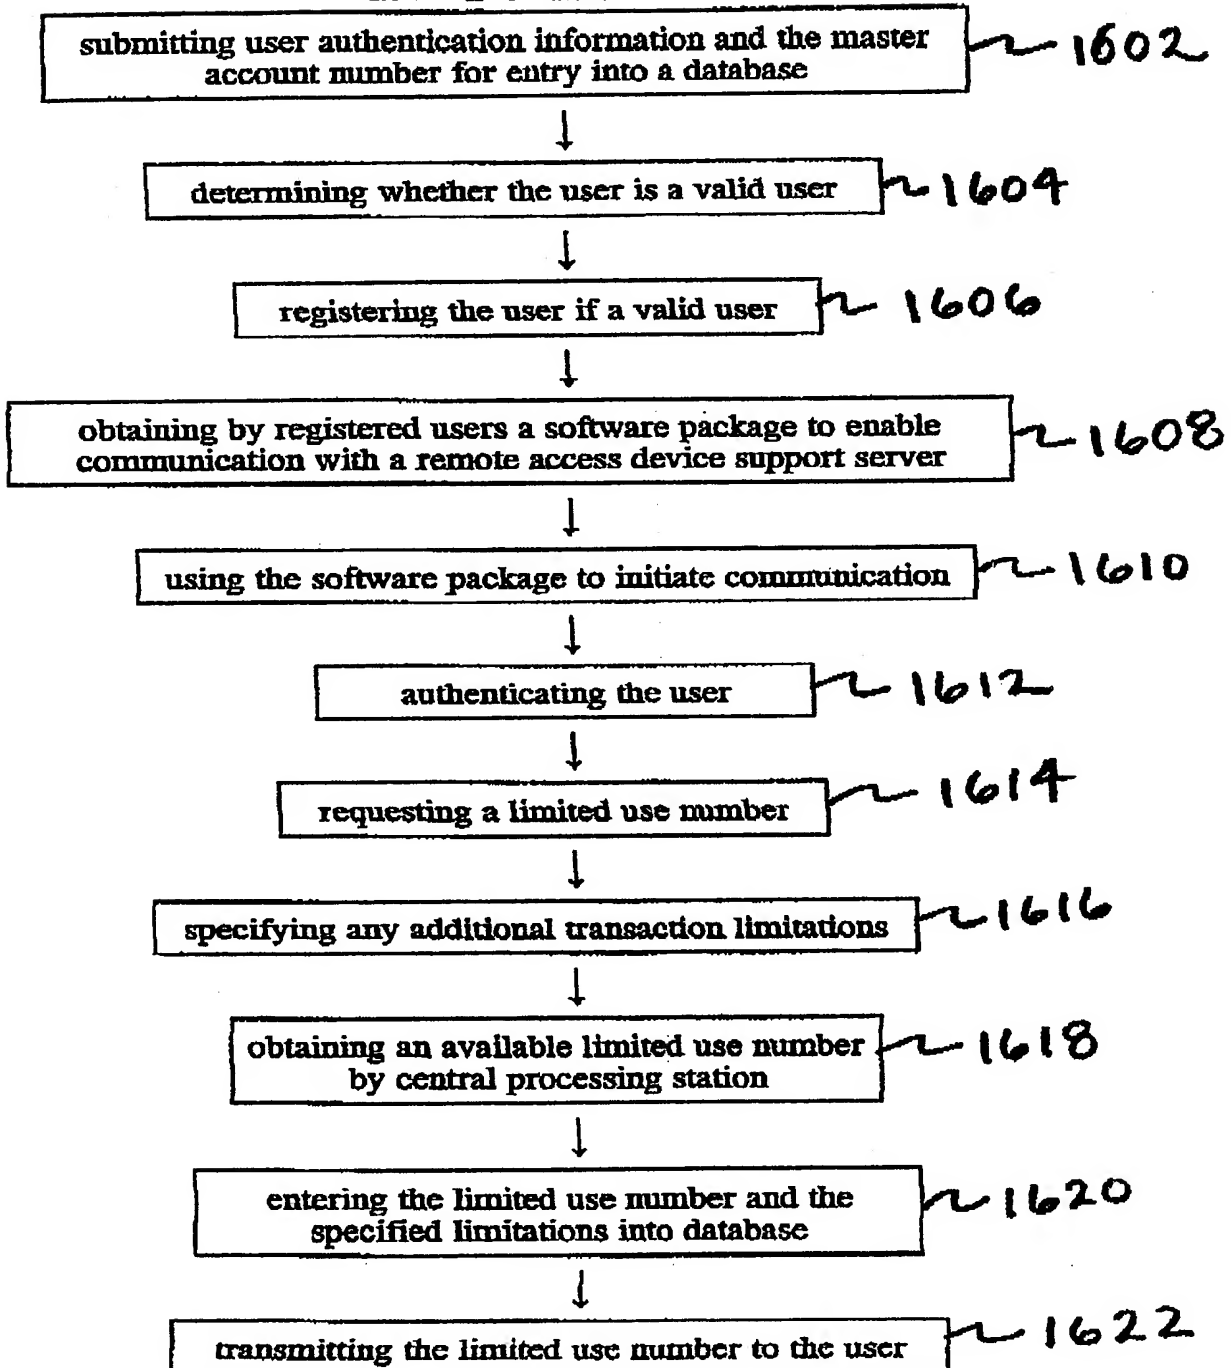 submitting user authentication information and the master 1602
account number for entry into a database
determining whether the user is a valid user 1604
registering the user if a valid user 1606
obtaining by registered users a software package to enable 1608
communication with a remote access device support server
using the software package to initiate communication 1610
authenticating the user 1612
requesting a limited use number 1614
specifying any additional transaction limitations 1616
obtaining an available limited use number 1618
by central processing station
entering the limited use number and the 1620
specified limitations into database
transmitting the limited use number to the user 1622